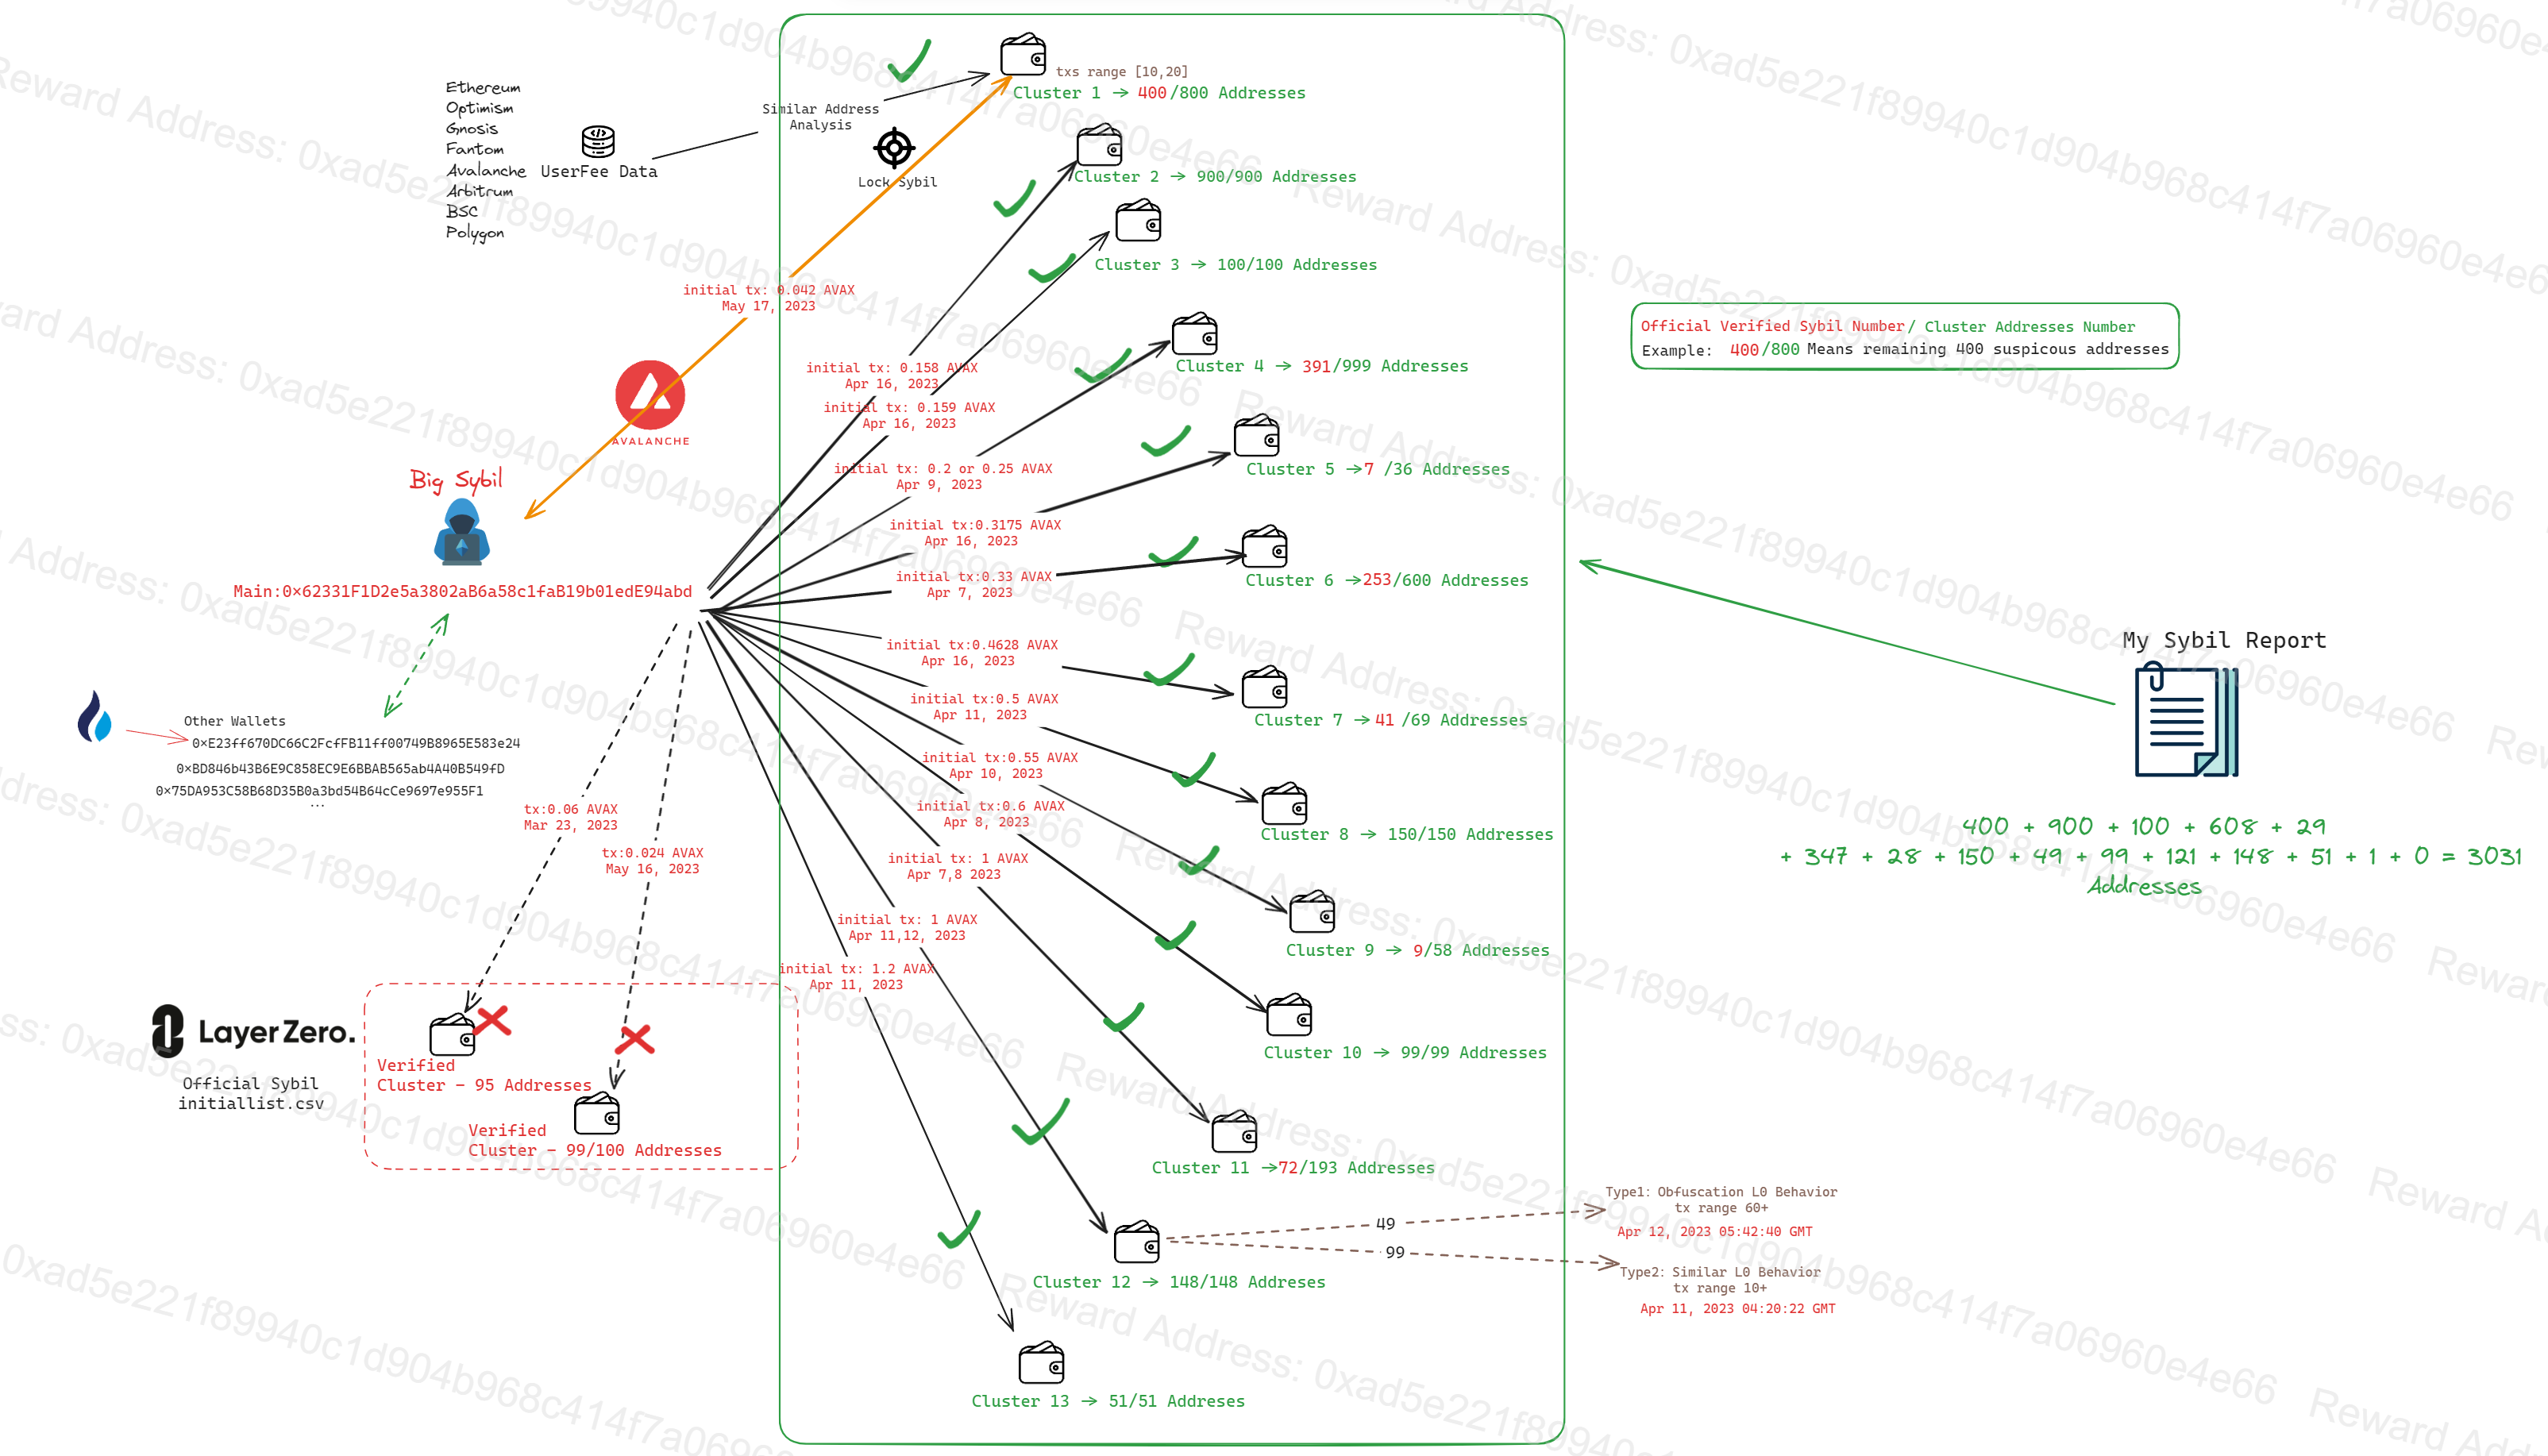 Ethereum
Optimism
Gnosis
Fantom
Avalanche
Arbitrum
BSC
Polygon
UserFee Data
Similar Address
Analysis
Lock Sybil
txs range [10,20]
Cluster 1 → 400/800 Addresses
Cluster 2 → 900/900 Addresses
Cluster 3 → 100/100 Addresses
Cluster 4 → 391/999 Addresses
Cluster 5 →7 /36 Addresses
Cluster 6 →253/600 Addresses
Cluster 7 →41 /69 Addresses
Cluster 8 → 150/150 Addresses
Cluster 9 → 9/58 Addresses
Cluster 10 → 99/99 Addresses
Cluster 11 →72/193 Addresses
Cluster 12 → 148/148 Addreses
Cluster 13 → 51/51 Addreses
initial tx: 0.042 AVAX
May 17, 2023
initial tx: 0.158 AVAX
Apr 16, 2023
initial tx: 0.159 AVAX
Apr 16, 2023
initial tx: 0.2 or 0.25 AVAX
Apr 9, 2023
initial tx:0.3175 AVAX
Apr 16, 2023
initial tx:0.33 AVAX
Apr 7, 2023
initial tx:0.4628 AVAX
Apr 16, 2023
initial tx:0.5 AVAX
Apr 11, 2023
initial tx:0.55 AVAX
Apr 10, 2023
initial tx:0.6 AVAX
Apr 8, 2023
initial tx: 1 AVAX
Apr 7,8 2023
initial tx: 1 AVAX
Apr 11,12, 2023
initial tx: 1.2 AVAX
Apr 11, 2023
AVALANCHE
Big Sybil
Main:0×62331F1D2e5a3802aB6a58c1faB19b01edE94abd
Other Wallets
0×E23ff670DC66C2FcfFB11ff00749B8965E583e24
0×BD846b43B6E9C858EC9E6BBAB565ab4A40B549fD
0×75DA953C58B68D35B0a3bd54B64cCe9697e955F1
...
tx:0.06 AVAX
Mar 23, 2023
tx:0.024 AVAX
May 16, 2023
LayerZero.
Official Sybil
initiallist.csv
Verified
Cluster - 95 Addresses
Verified
Cluster - 99/100 Addresses
Official Verified Sybil Number/ Cluster Addresses Number
Example: 400/800 Means remaining 400 suspicous addresses
My Sybil Report
400 + 900 + 100 + 608 + 29
+ 347 + 28 + 150 + 49 + 99 + 121 + 148 + 51 + 1 + 0 = 3031
Addresses
49
99
Type1: Obfuscation L0 Behavior
tx range 60+
Apr 12, 2023 05:42:40 GMT
Type2: Similar L0 Behavior
tx range 10+
Apr 11, 2023 04:20:22 GMT
Reward Address: 0xad5e221f89940c1d904b968c414f7a06960e4e66